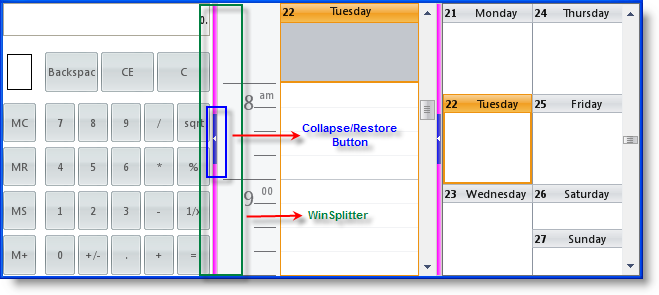 0.
Backspac CE C
MC 7 8 9 / sqrt
MR 4 5 6 * %
MS 1 2 3 - 1/x
M+ 0 +/- . + =
22 Tuesday
8 am
9 00
Collapse/Restore
Button
WinSplitter
21 Monday
24 Thursday
22 Tuesday
25 Friday
23 Wednesday
26 Saturday
27 Sunday